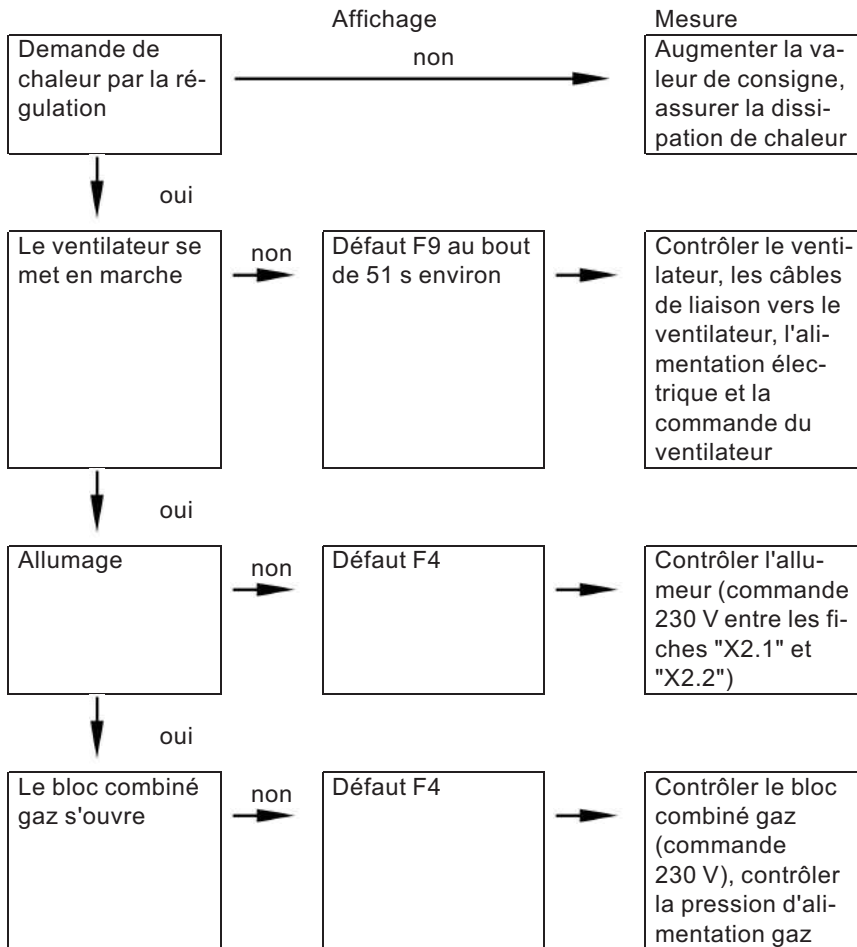 Affichage
Mesure
Demande de
chaleur par la ré-
gulation
non
Augmenter la va-
leur de consigne,
assurer la dissi-
pation de chaleur
oui
Le ventilateur se
met en marche
non
Défaut F9 au bout
de 51 s environ
Contrôler le venti-
lateur, les câbles
de liaison vers le
ventilateur, l'ali-
mentation élec-
trique et la
commande du
ventilateur
oui
Allumage
non
Défaut F4
Contrôler l'allu-
meur (commande
230 V entre les fi-
ches "X2.1" et
"X2.2")
oui
Le bloc combiné
gaz s'ouvre
non
Défaut F4
Contrôler le bloc
combiné gaz
(commande
230 V), contrôler
la pression d'ali-
mentation gaz